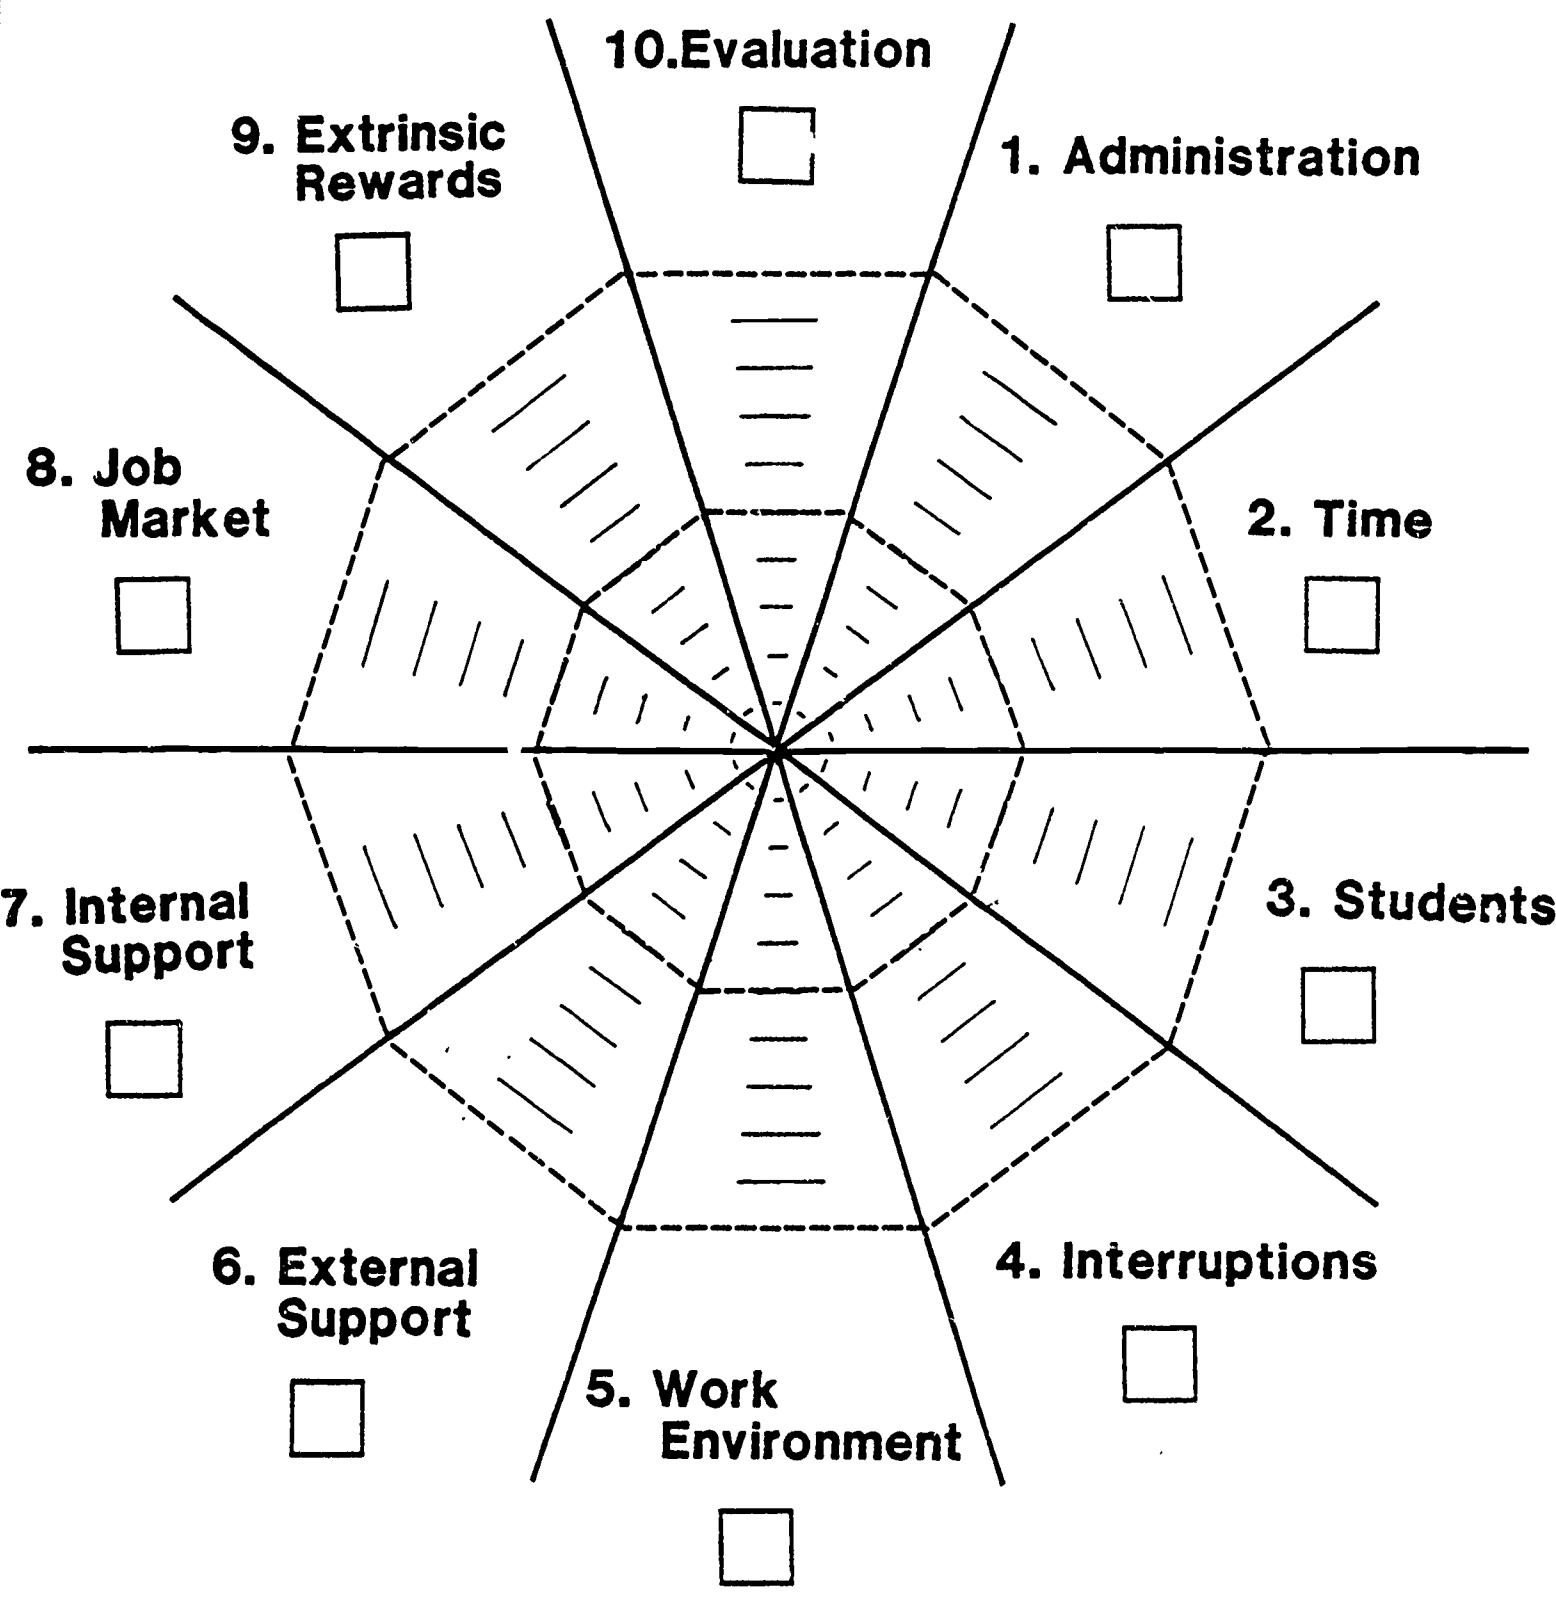 10.Evaluation
1. Administration
2. Time
3. Students
4. Interruptions
5. Work
Environment
6. External
Support
7. Internal
Support
8. Job
Market
9. Extrinsic
Rewards